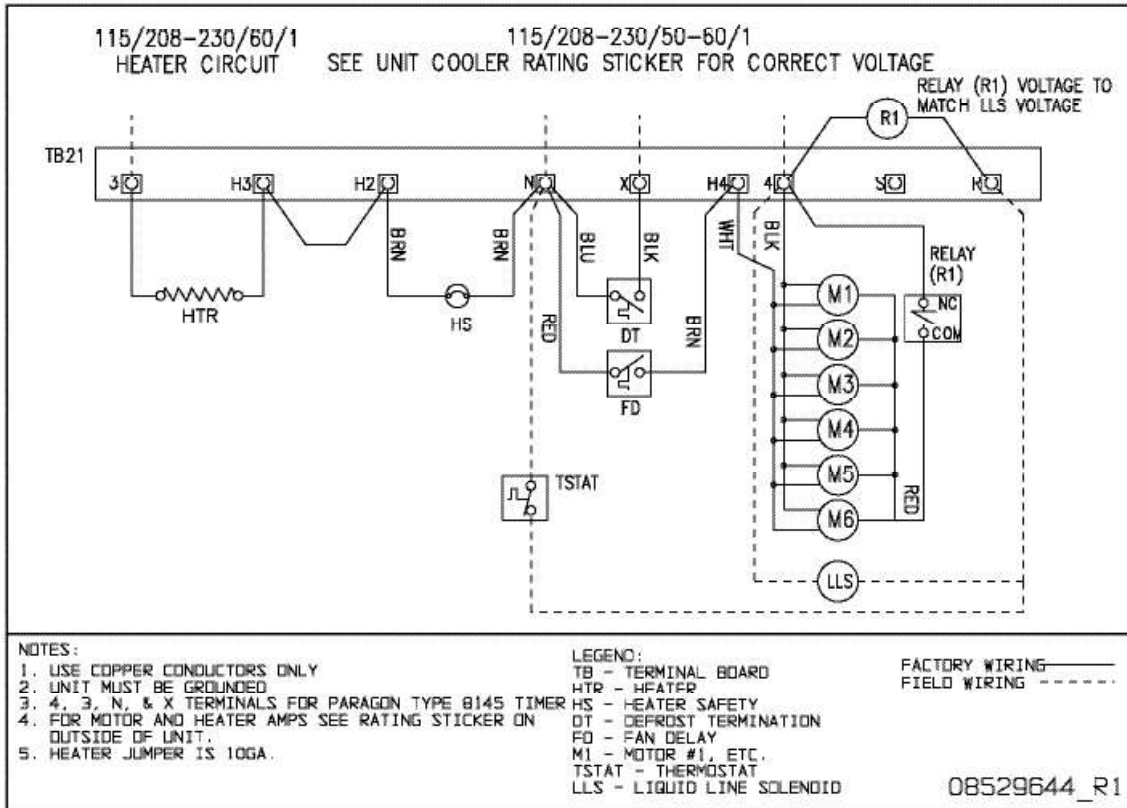 115/208-230/60/1
HEATER CIRCUIT
115/208-230/50-60/1
SEE UNIT COOLER RATING STICKER FOR CORRECT VOLTAGE
RELAY (R1) VOLTAGE TO
MATCH LLS VOLTAGE
R1
TB21
3
H3
H2
N
X
H4
4
S
R
BRN
BRN
BLU
BLK
WHT
BLK
RELAY
(R1)
HTR
HS
RED
DT
BRN
FD
NC
COM
M1
M2
M3
M4
M5
M6
RED
TSTAT
LLS
NOTES:
1. USE COPPER CONDUCTORS ONLY
2. UNIT MUST BE GROUNDED
3. 4, 3, N, & X TERMINALS FOR PARAGON TYPE 8145 TIMER
4. FOR MOTOR AND HEATER AMPS SEE RATING STICKER ON
OUTSIDE OF UNIT.
5. HEATER JUMPER IS 10GA.
LEGEND:
TB - TERMINAL BOARD
HTR - HEATER
HS - HEATER SAFETY
DT - DEFROST TERMINATION
FD - FAN DELAY
M1 - MOTOR #1, ETC.
TSTAT - THERMOSTAT
LLS - LIQUID LINE SOLENOID
FACTORY WIRING
FIELD WIRING
08529644_R1